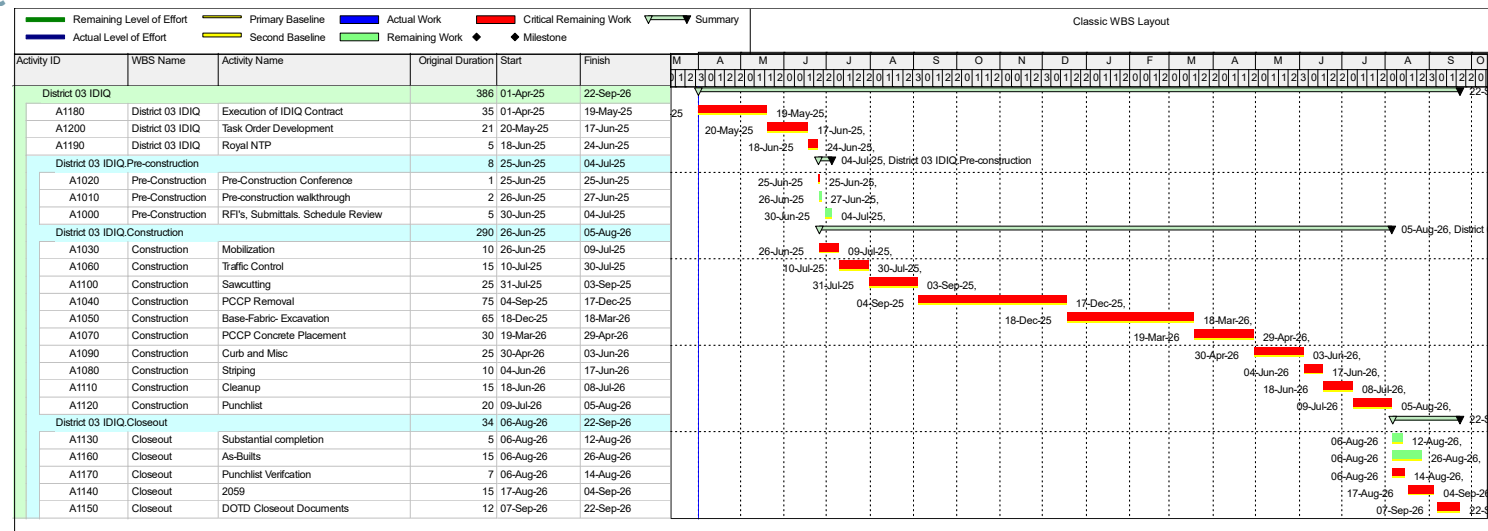 Remaining Level of Effort Primary Baseline Actual Work Critical Remaining Work Summary
Actual Level of Effort Second Baseline Remaining Work Milestone
Classic WBS Layout
Activity ID WBS Name Activity Name Original Duration Start Finish
M A M J J A S O N D J F M A M J J A S O
District 03 IDIQ 386 01-Apr-25 22-Sep-26
A1180 District 03 IDIQ Execution of IDIQ Contract 35 01-Apr-25 19-May-25 19-May-25,
A1200 District 03 IDIQ Task Order Development 21 20-May-25 17-Jun-25 20-May-25 17-Jun-25,
A1190 District 03 IDIQ Royal NTP 5 18-Jun-25 24-Jun-25 18-Jun-25 24-Jun-25,
District 03 IDIQ.Pre-construction 8 25-Jun-25 04-Jul-25 04-Jul-25, District 03 IDIQ.Pre-construction
A1020 Pre-Construction Pre-Construction Conference 1 25-Jun-25 25-Jun-25 25-Jun-25 25-Jun-25,
A1010 Pre-Construction Pre-construction walkthrough 2 26-Jun-25 27-Jun-25 26-Jun-25 27-Jun-25,
A1000 Pre-Construction RFI's, Submittals. Schedule Review 5 30-Jun-25 04-Jul-25 30-Jun-25 04-Jul-25,
District 03 IDIQ.Construction 290 26-Jun-25 05-Aug-26 05-Aug-26, District
A1030 Construction Mobilization 10 26-Jun-25 09-Jul-25 26-Jun-25 09-Jul-25,
A1060 Construction Traffic Control 15 10-Jul-25 30-Jul-25 10-Jul-25 30-Jul-25,
A1100 Construction Sawcutting 25 31-Jul-25 03-Sep-25 31-Jul-25 03-Sep-25,
A1040 Construction PCCP Removal 75 04-Sep-25 17-Dec-25 04-Sep-25 17-Dec-25,
A1050 Construction Base-Fabric- Excavation 65 18-Dec-25 18-Mar-26 18-Dec-25 18-Mar-26,
A1070 Construction PCCP Concrete Placement 30 19-Mar-26 29-Apr-26 19-Mar-26 29-Apr-26,
A1090 Construction Curb and Misc 25 30-Apr-26 03-Jun-26 30-Apr-26 03-Jun-26,
A1080 Construction Striping 10 04-Jun-26 17-Jun-26 04-Jun-26 17-Jun-26,
A1110 Construction Cleanup 15 18-Jun-26 08-Jul-26 18-Jun-26 08-Jul-26,
A1120 Construction Punchlist 20 09-Jul-26 05-Aug-26 09-Jul-26 05-Aug-26,
District 03 IDIQ.Closeout 34 06-Aug-26 22-Sep-26
A1130 Closeout Substantial completion 5 06-Aug-26 12-Aug-26 06-Aug-26 12-Aug-26,
A1160 Closeout As-Builts 15 06-Aug-26 26-Aug-26 06-Aug-26 26-Aug-26,
A1170 Closeout Punchlist Verifcation 7 06-Aug-26 14-Aug-26 06-Aug-26 14-Aug-26,
A1140 Closeout 2059 15 17-Aug-26 04-Sep-26 17-Aug-26 04-Sep-26
A1150 Closeout DOTD Closeout Documents 12 07-Sep-26 22-Sep-26 07-Sep-26